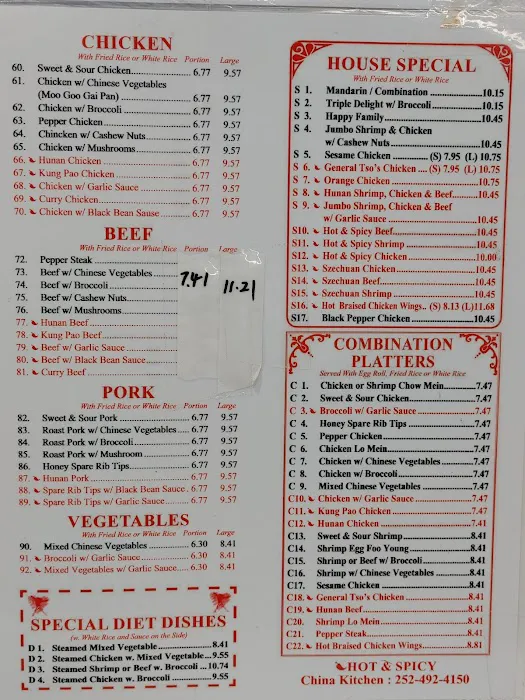 CHICKEN
With Fried Rice or White Rice Portion Large
60. Sweet & Sour Chicken 6.77 9.57
61. Chicken w/ Chinese Vegetables
(Moo Goo Gai Pan) 6.77 9.57
62. Chicken w/ Broccoli 6.77 9.57
63. Pepper Chicken 6.77 9.57
64. Chincken w/ Cashew Nuts 6.77 9.57
65. Chicken w/ Mushrooms 6.77 9.57
66. Hunan Chicken 6.77 9.57
67. Kung Pao Chicken 6.77 9.57
68. Chicken w/ Garlic Sauce 6.77 9.57
69. Curry Chicken 6.77 9.57
70. Chicken w/ Black Bean Sause 6.77 9.57
BEEF
With Fried Rice or White Rice Portion Large
72. Pepper Steak
73. Beef w/ Chinese Vegetables
74. Beef w/ Broccoli
75. Beef w/ Cashew Nuts
76. Beef w/ Mushrooms
77. Hunan Beef
78. Kung Pao Beef
79. Beef w/ Garlic Sauce
80. Beef w/ Black Bean Sauce
81. Curry Beef
7.41 11.21
PORK
With Fried Rice or White Rice Portion Large
82. Sweet & Sour Pork 6.77 9.57
83. Roast Pork w/ Chinese Vegetables 6.77 9.57
84. Roast Pork w/ Broccoli 6.77 9.57
85. Roast Pork w/ Mushroom 6.77 9.57
86. Honey Spare Rib Tips 6.77 9.57
87. Hunan Pork 6.77 9.57
88. Spare Rib Tips w/ Black Bean Sauce 6.77 9.57
89. Spare Rib Tips w/ Garlic Sauce 6.77 9.57
VEGETABLES
With Fried Rice or White Rice Portion Large
90. Mixed Chinese Vegetables 6.30 8.41
91. Broccoli w/ Garlic Sauce 6.30 8.41
92. Mixed Vegetables w/ Garlic Sauce 6.30 8.41
SPECIAL DIET DISHES
(w. White Rice and Sauce on the Side)
D 1. Steamed Mixed Vegetable 8.41
D 2. Steamed Chicken w. Mixed Vegetable 9.55
D 3. Steamed Shrimp or Beef w. Broccoli 10.74
D 4. Steamed Chicken w. Broccoli 9.55
HOUSE SPECIAL
With Fried Rice or White Rice
S 1. Mandarin / Combination 10.15
S 2. Triple Delight w/ Broccoli 10.15
S 3. Happy Family 10.45
S 4. Jumbo Shrimp & Chicken
w/ Cashew Nuts 10.45
S 5. Sesame Chicken (S) 7.95 (L) 10.75
S 6. General Tso's Chicken (S) 7.95 (L) 10.75
S 7. Orange Chicken 10.75
S 8. Hunan Shrimp, Chicken & Beef 10.45
S 9. Jumbo Shrimp, Chicken & Beef
w/ Garlic Sauce 10.45
S10. Hot & Spicy Beef 10.45
S11. Hot & Spicy Shrimp 10.45
S12. Hot & Spicy Chicken 10.00
S13. Szechuan Chicken 10.45
S14. Szechuan Beef 10.45
S15. Szechuan Shrimp 10.45
S16. Hot Braised Chicken Wings (S) 8.13 (L) 11.68
S17. Black Pepper Chicken 10.45
COMBINATION
PLATTERS
Served With Egg Roll, Fried Rice or White Rice
C 1. Chicken or Shrimp Chow Mein 7.47
C 2. Sweet & Sour Chicken 7.47
C 3. Broccoli w/ Garlic Sauce 7.47
C 4. Honey Spare Rib Tips 7.47
C 5. Pepper Chicken 7.47
C 6. Chicken Lo Mein 7.47
C 7. Chicken w/ Chinese Vegetables 7.47
C 8. Chicken w/ Broccoli 7.47
C 9. Mixed Chinese Vegetables 7.47
C10. Chicken w/ Garlic Sauce 7.47
C11. Kung Pao Chicken 7.47
C12. Hunan Chicken 7.47
C13. Sweet & Sour Shrimp 8.41
C14. Shrimp Egg Foo Young 8.41
C15. Shrimp or Beef w/ Broccoli 8.41
C16. Shrimp w/ Chinese Vegetables 8.41
C17. Sesame Chicken 8.41
C18. General Tso's Chicken 8.41
C19. Hunan Beef 8.41
C20. Shrimp Lo Mein 8.41
C21. Pepper Steak 8.41
C22. Hot Braised Chicken Wings 8.81
HOT & SPICY
China Kitchen : 252-492-4150